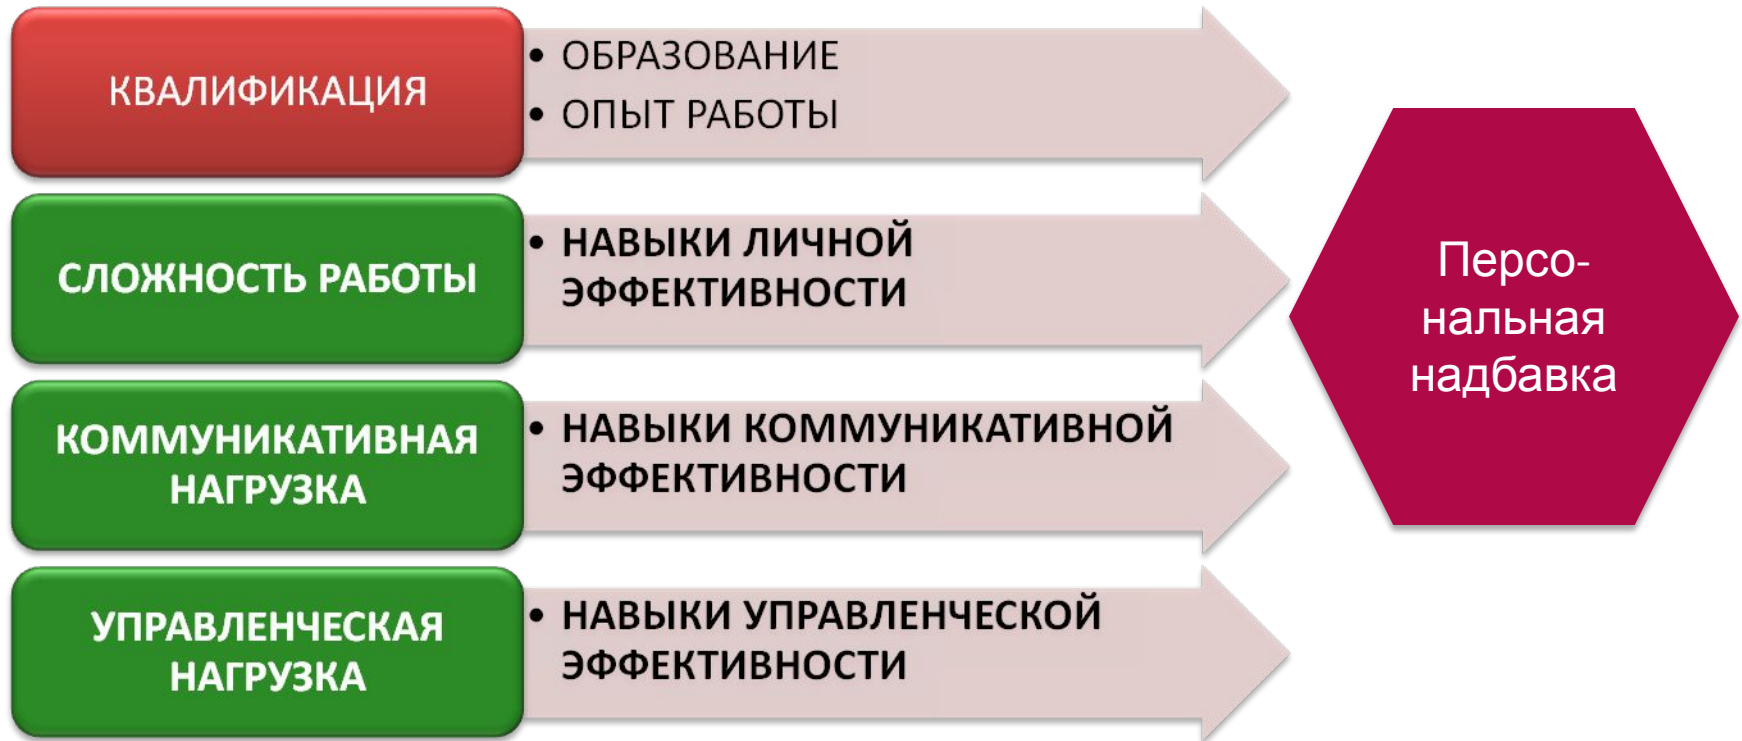 КВАЛИФИКАЦИЯ
• ОБРАЗОВАНИЕ
• ОПЫТ РАБОТЫ
СЛОЖНОСТЬ РАБОТЫ
• НАВЫКИ ЛИЧНОЙ
ЭФФЕКТИВНОСТИ
КОММУНИКАТИВНАЯ
НАГРУЗКА
• НАВЫКИ КОММУНИКАТИВНОЙ
ЭФФЕКТИВНОСТИ
УПРАВЛЕНЧЕСКАЯ
НАГРУЗКА
• НАВЫКИ УПРАВЛЕНЧЕСКОЙ
ЭФФЕКТИВНОСТИ
Персо-
нальная
надбавка